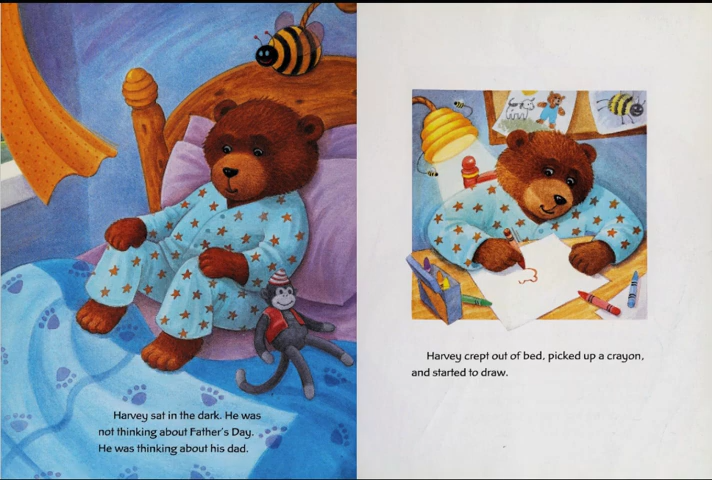 Harvey sat in the dark. He was
not thinking about Father's Day.
He was thinking about his dad.
Harvey crept out of bed, picked up a crayon,
and started to draw.